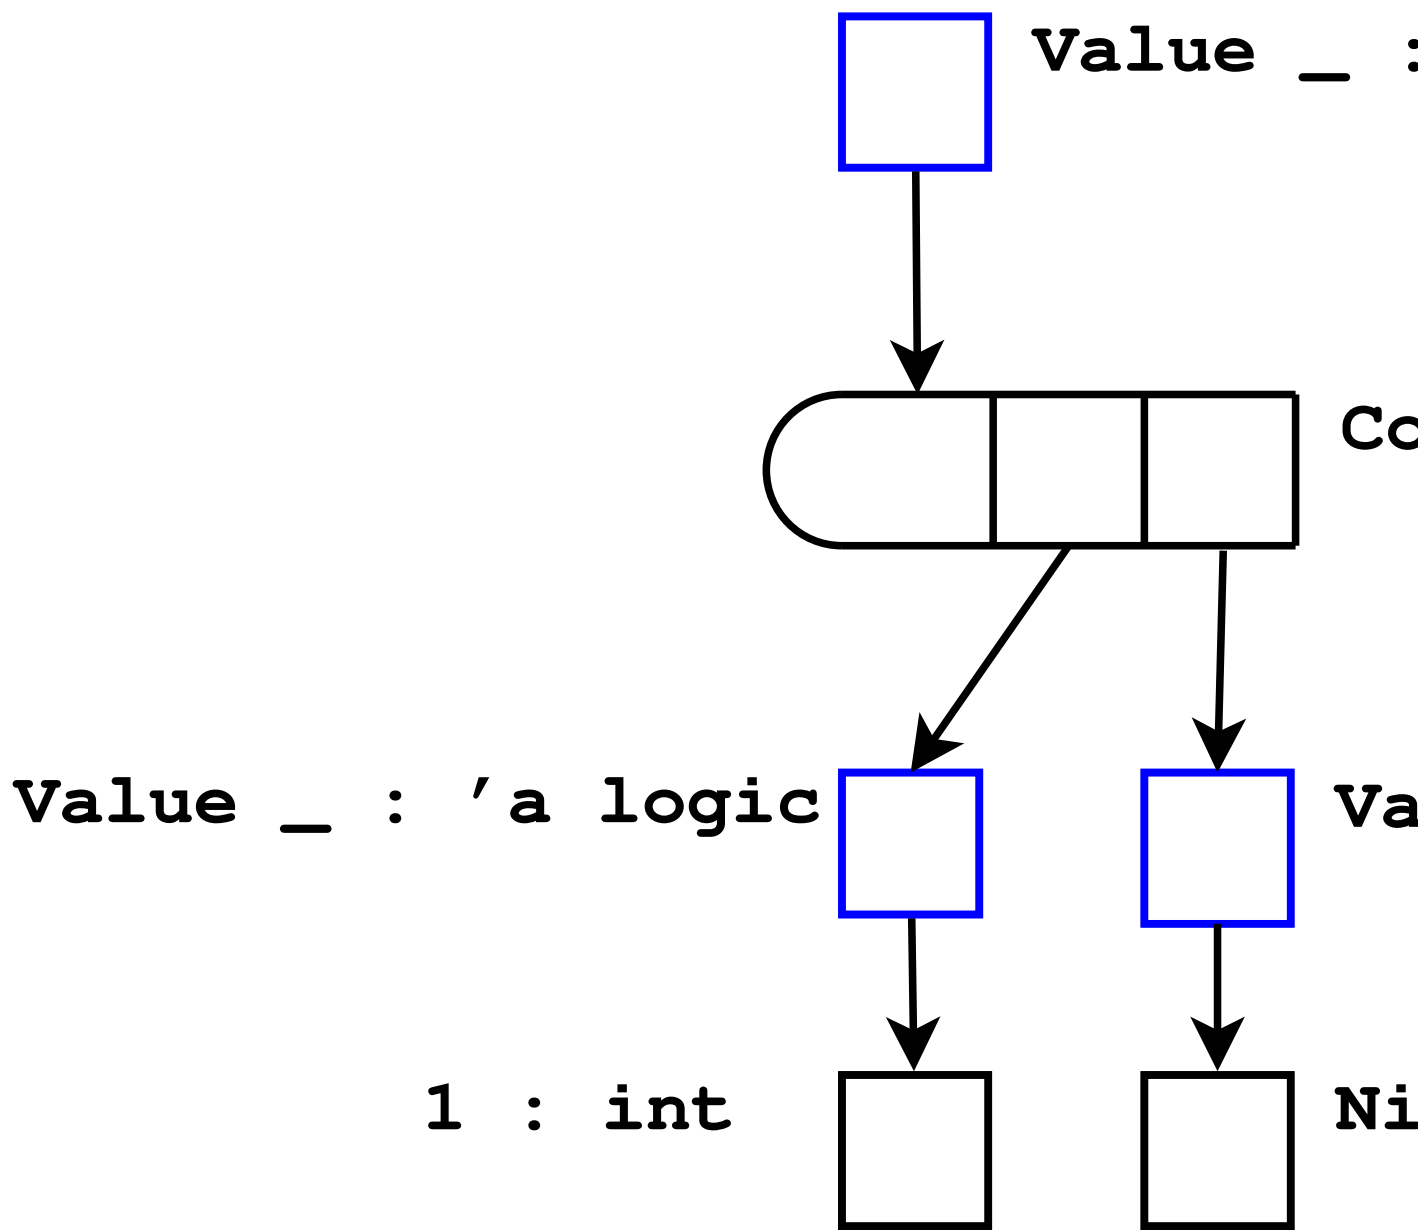 Value _ :
Co
Value _ : ’a logic
Va
1 : int
Ni